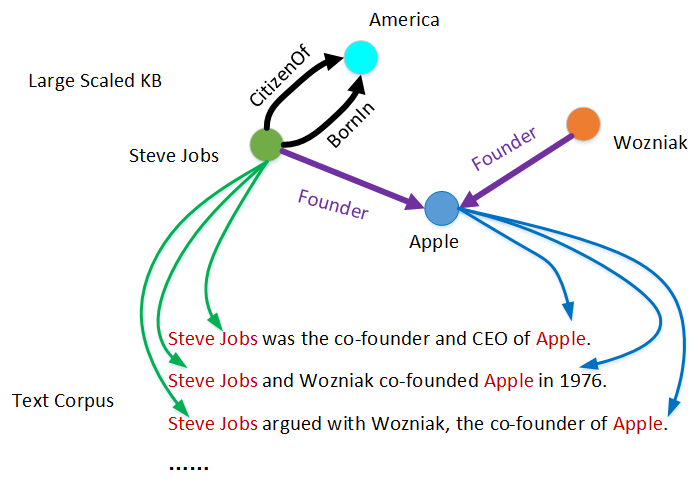 America
Large Scaled KB
CitizenOf
BornIn
Steve Jobs
Founder
Founder
Wozniak
Apple
Steve Jobs was the co-founder and CEO of Apple.
Steve Jobs and Wozniak co-founded Apple in 1976.
Text Corpus
Steve Jobs argued with Wozniak, the co-founder of Apple.
......